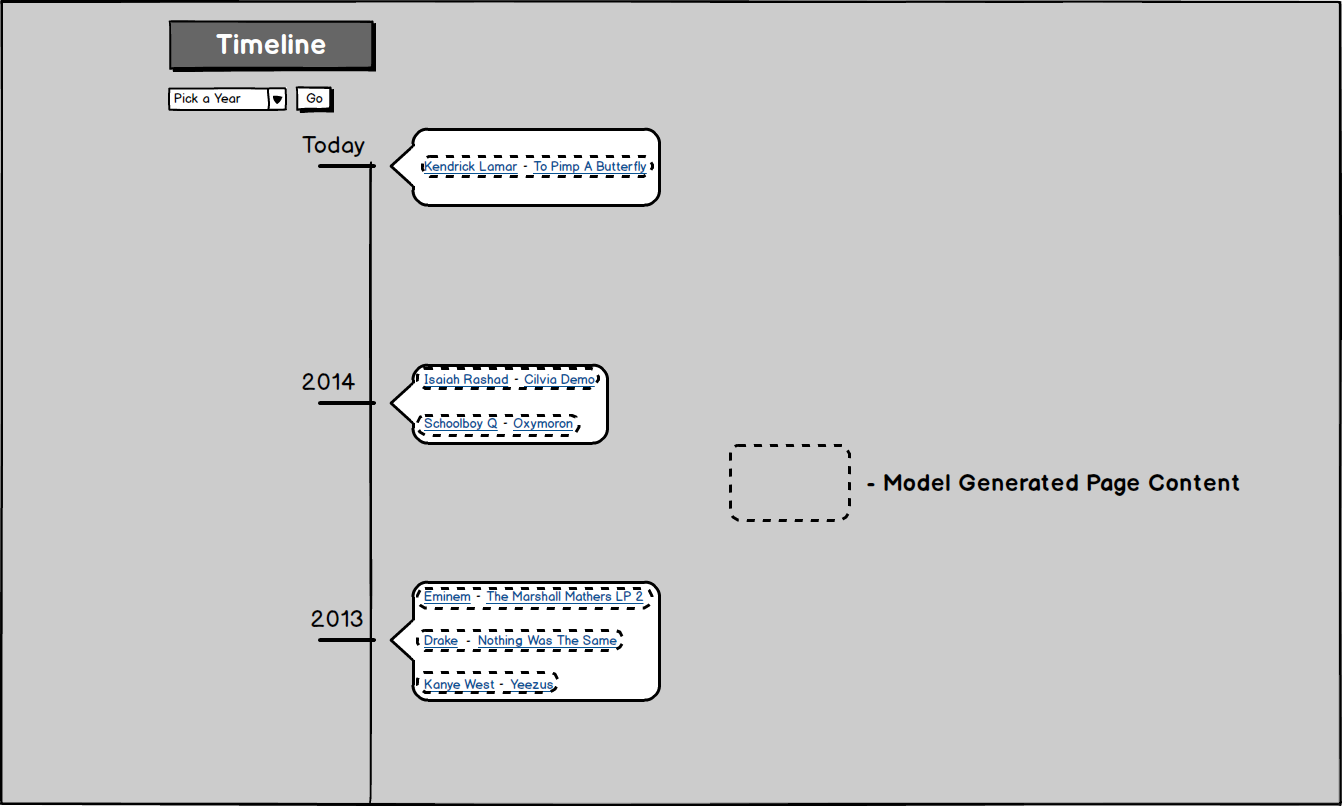 Timeline
Pick a Year
Go
Today
Kendrick Lamar - To Pimp A Butterfly
2014
Isaiah Rashad - Cilvia Demo
Schoolboy Q - Oxymoron
- Model Generated Page Content
2013
Eminem - The Marshall Mathers LP 2
Drake - Nothing Was The Same
Kanye West - Yeezus